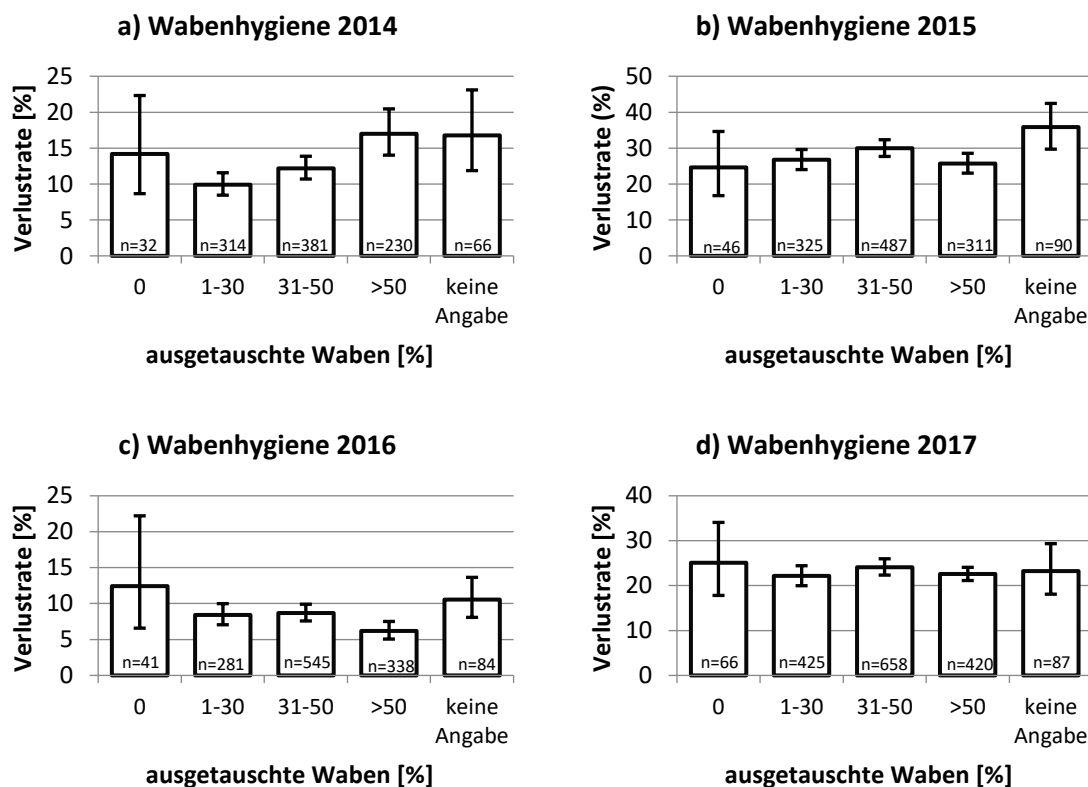 a) Wabenhygiene 2014
Verlustrate [%]
25
20
15
10
5
0
n=32 n=314 n=381 n=230 n=66
0 1-30 31-50 >50 keine
Angabe
ausgetauschte Waben [%]
b) Wabenhygiene 2015
Verlustrate (%)
50
40
30
20
10
0
n=46 n=325 n=487 n=311 n=90
0 1-30 31-50 >50 keine
Angabe
ausgetauschte Waben [%]
c) Wabenhygiene 2016
Verlustrate [%]
25
20
15
10
5
0
n=41 n=281 n=545 n=338 n=84
0 1-30 31-50 >50 keine
Angabe
ausgetauschte Waben [%]
d) Wabenhygiene 2017
Verlustrate [%]
40
30
20
10
0
n=66 n=425 n=658 n=420 n=87
0 1-30 31-50 >50 keine
Angabe
ausgetauschte Waben [%]